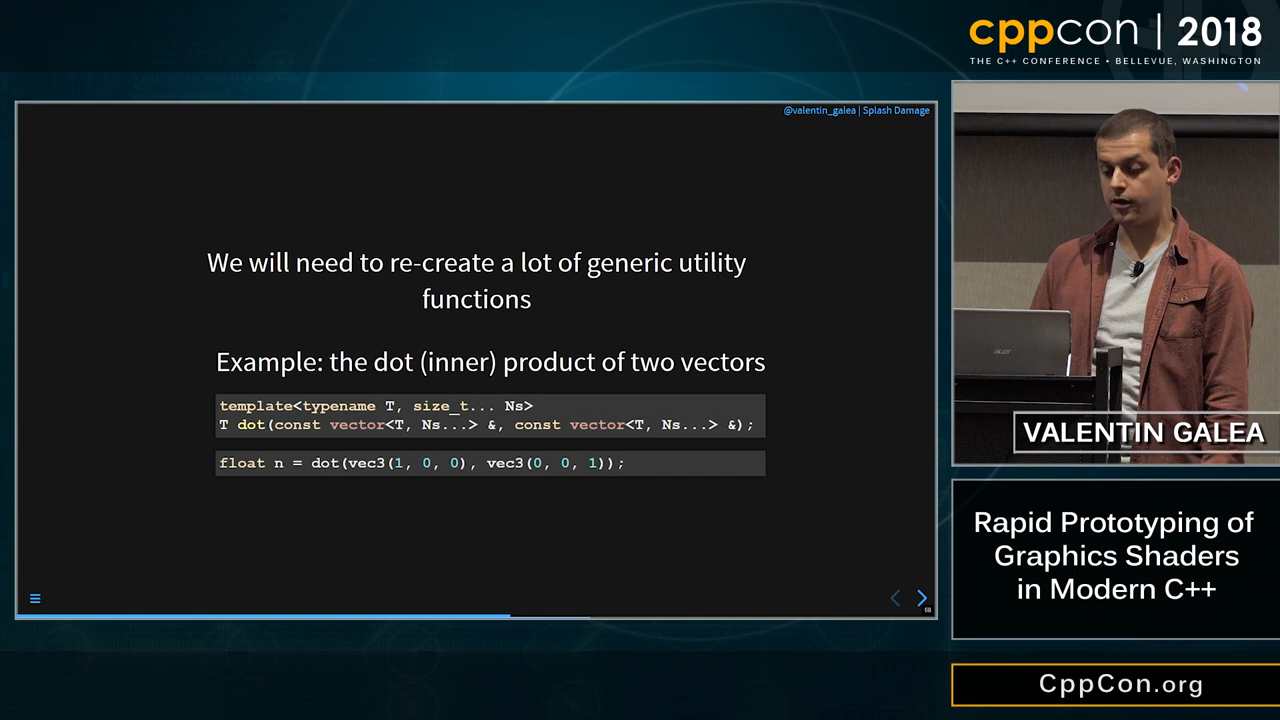 cppcon | 2018
THE C++ CONFERENCE • BELLEVUE, WASHINGTON
@valentin_galea | Splash Damage
We will need to re-create a lot of generic utility
functions
Example: the dot (inner) product of two vectors
template<typename T, size_t... Ns>
T dot(const vector<T, Ns...> &, const vector<T, Ns...> &);
float n = dot(vec3(1, 0, 0), vec3(0, 0, 1));
68
acer
VALENTIN GALEA
Rapid Prototyping of
Graphics Shaders
in Modern C++
CppCon.org